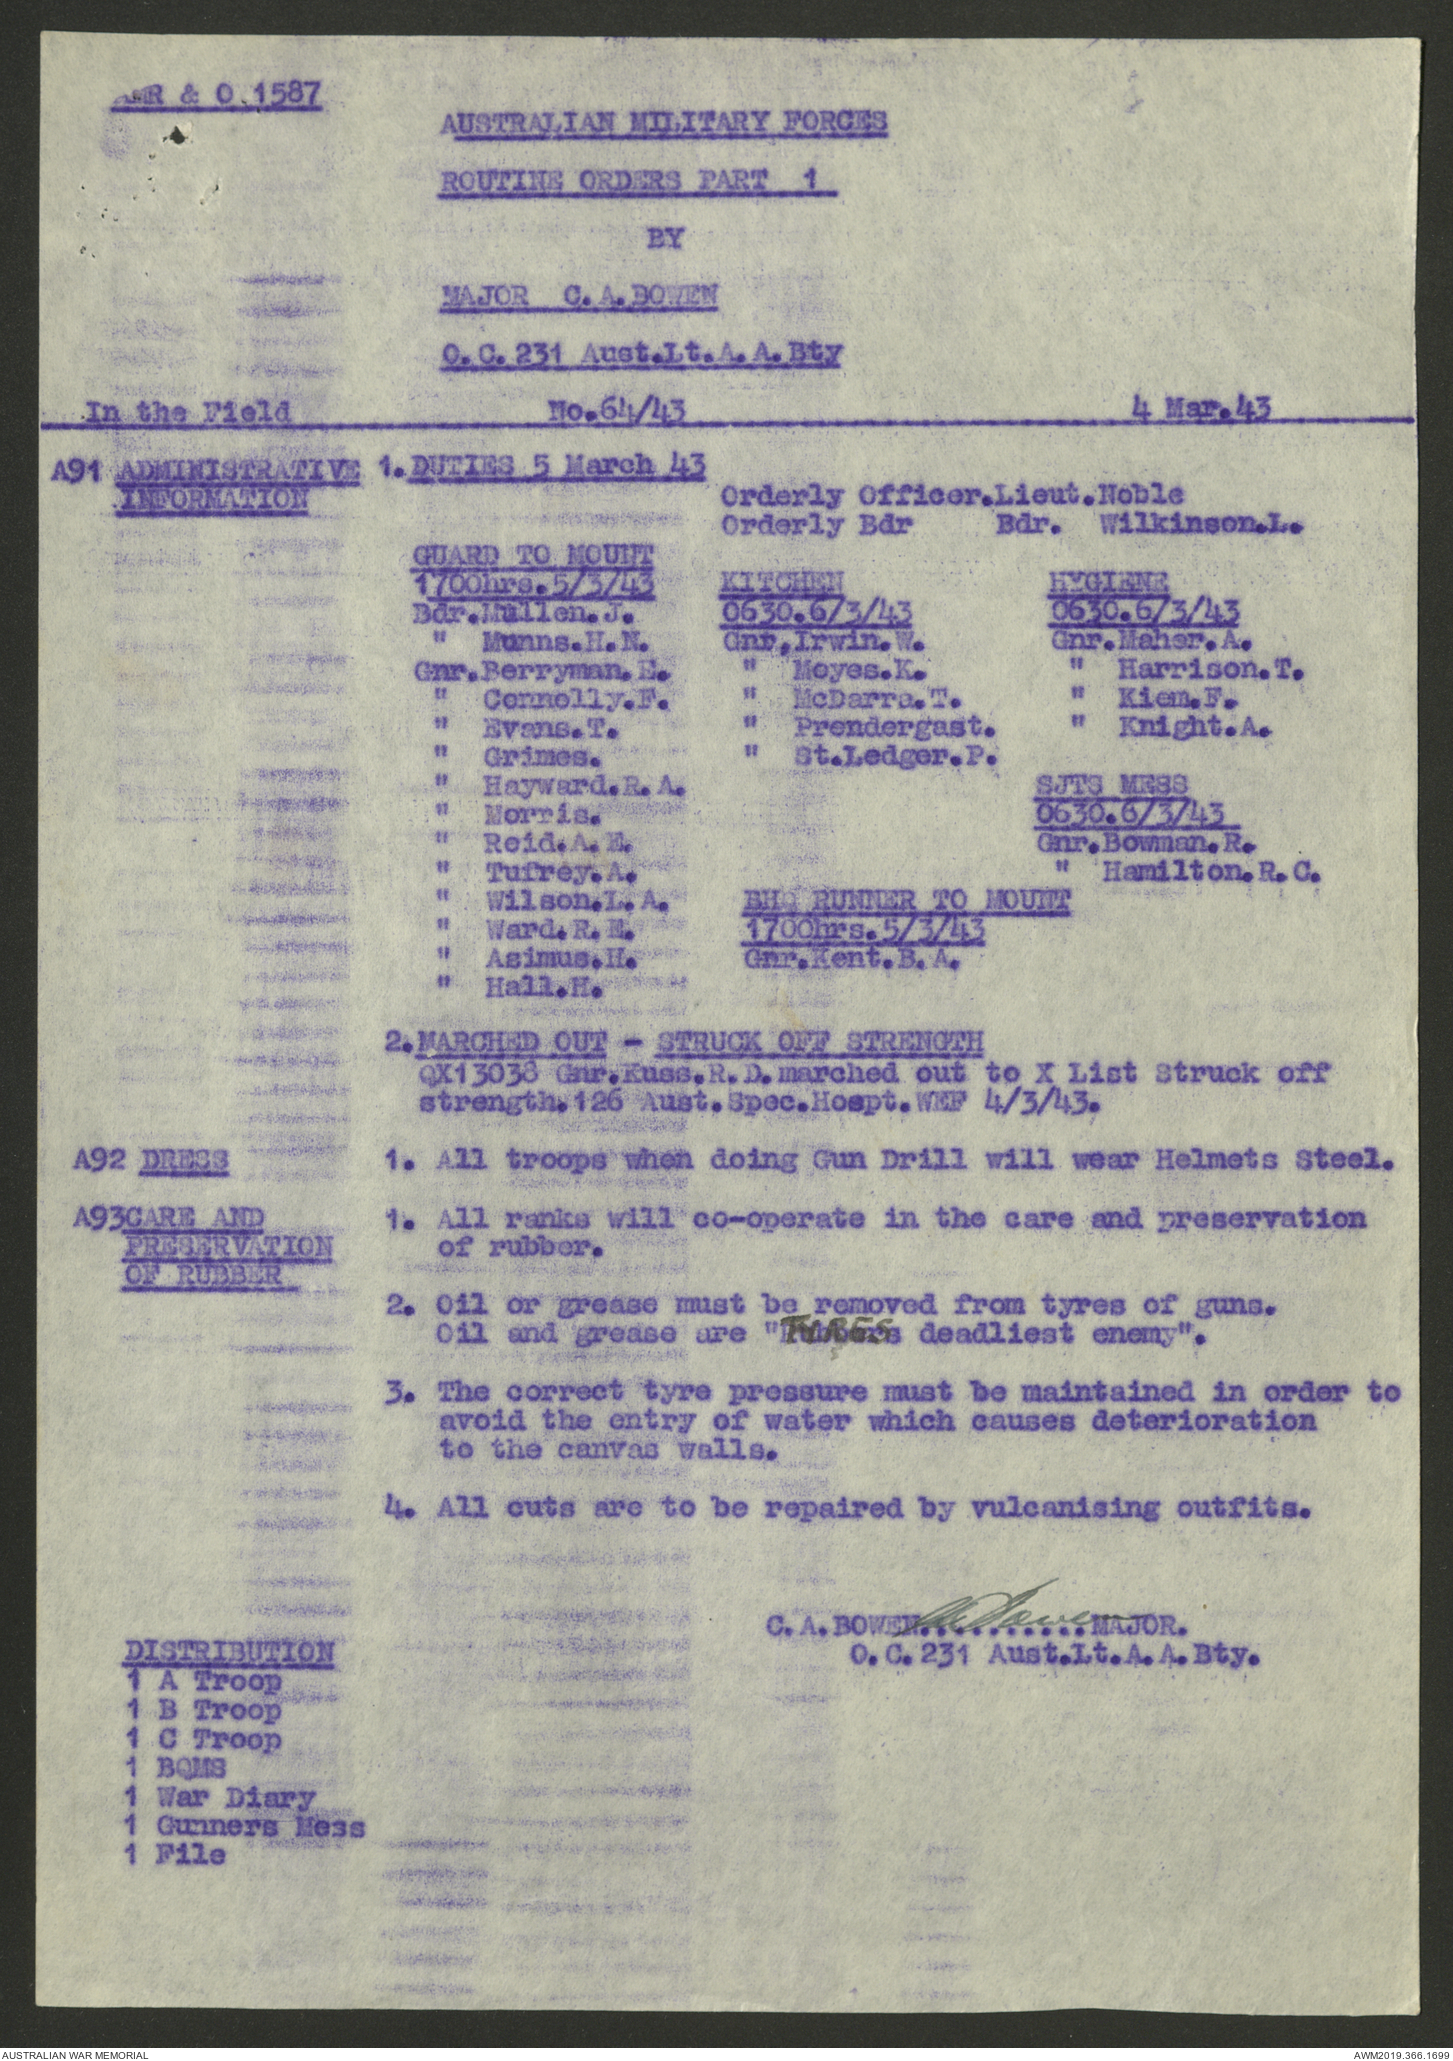 AMR & O.1587
AUSTRALIAN MILITARY FORCES
ROUTINE ORDERS PART 1
BY
MAJOR C.A.BOWEN
O.C.231 Aust.Lt.A.A.Bty
In the Field No.64/43 4 Mar.43
A91 ADMINISTRATIVE
INFORMATION
1. DUTIES 5 March 43
Orderly Officer.Lieut.Noble
Orderly Bdr Bdr. Wilkinson.L.
GUARD TO MOUNT
1700hrs.5/3/43
Bdr.Mullen.J.
" Munns.H.N.
Gnr.Berryman.E.
" Connolly.F.
" Evans.T.
" Grimes.
" Hayward.R.A.
" Morris.
" Reid.A.E.
" Tufrey.A.
" Wilson.L.A.
" Ward.R.E.
" Asimus.H.
" Hall.H.
KITCHEN
0630.6/3/43
Gnr.Irwin.W.
" Moyes.K.
" McDarra.T.
" Prendergast.
" St.Ledger.P.
HYGIENE
0630.6/3/43
Gnr.Maher.A.
" Harrison.T.
" Kiem.F.
" Knight.A.
SJTS MESS
0630.6/3/43
Gnr.Bowman.R.
" Hamilton.R.C.
BHQ RUNNER TO MOUNT
1700hrs.5/3/43
Gnr.Kent.B.A.
2. MARCHED OUT - STRUCK OFF STRENGTH
QX13038 Gnr.Kuss.R.D.marched out to X List Struck off
strength.126 Aust.Spec.Hospt.WEF 4/3/43.
A92 DRESS 1. All troops when doing Gun Drill will wear Helmets Steel.
A93 CARE AND
PRESERVATION
OF RUBBER
1. All ranks will co-operate in the care and preservation
of rubber.
2. Oil or grease must be removed from tyres of guns.
Oil and grease are "TYRES deadliest enemy".
3. The correct tyre pressure must be maintained in order to
avoid the entry of water which causes deterioration
to the canvas walls.
4. All cuts are to be repaired by vulcanising outfits.
C.A.BOWEN..........MAJOR.
O.C.231 Aust.Lt.A.A.Bty.
DISTRIBUTION
1 A Troop
1 B Troop
1 C Troop
1 BQMS
1 War Diary
1 Gunners Mess
1 File
AUSTRALIAN WAR MEMORIAL AWM2019.366.1699